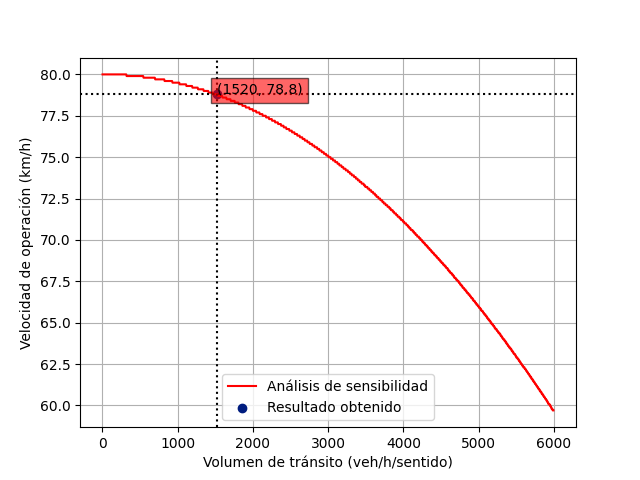 80.0
77.5
75.0
72.5
70.0
67.5
65.0
62.5
60.0
Velocidad de operación (km/h)
(1520, 78.8)
Análisis de sensibilidad
Resultado obtenido
0 1000 2000 3000 4000 5000 6000
Volumen de tránsito (veh/h/sentido)